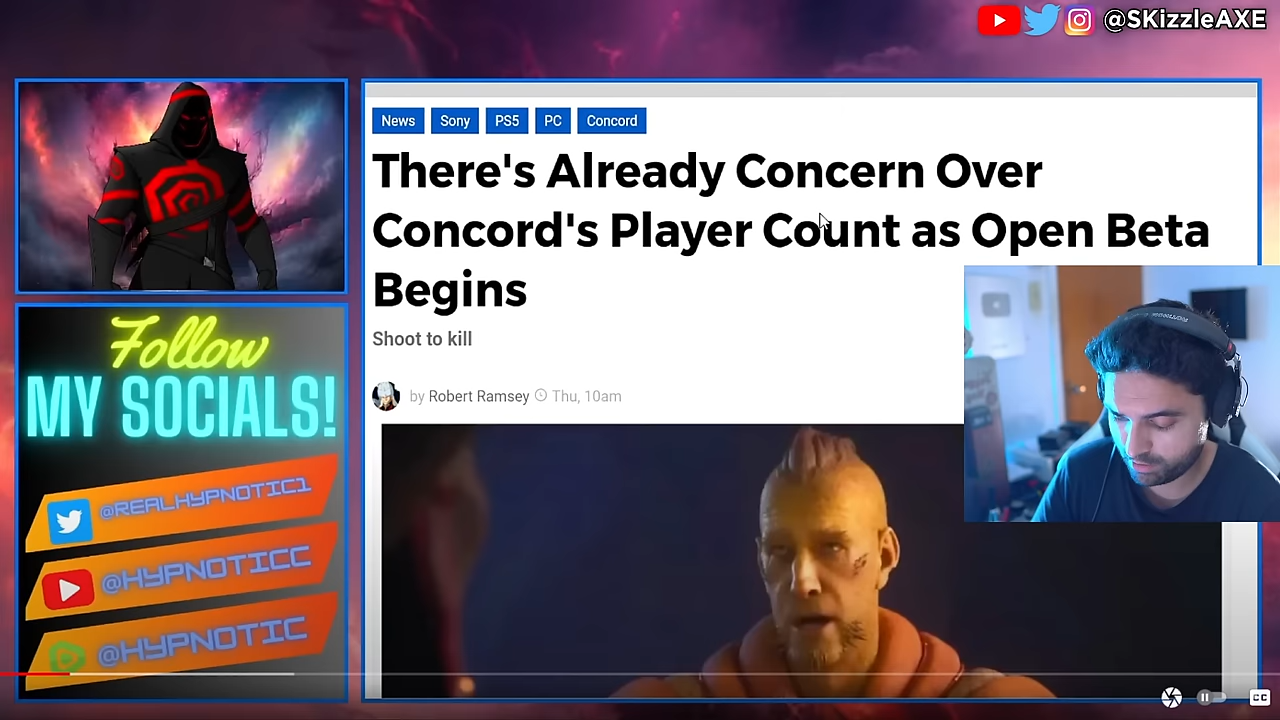 @SKizzleAXE
News Sony PS5 PC Concord
There's Already Concern Over
Concord's Player Count as Open Beta
Begins
Shoot to kill
by Robert Ramsey Thu, 10am
Follow
MY SOCIALS!
@REALHYPNOTIC1
@HYPNOTICC
@HYPNOTIC
CC